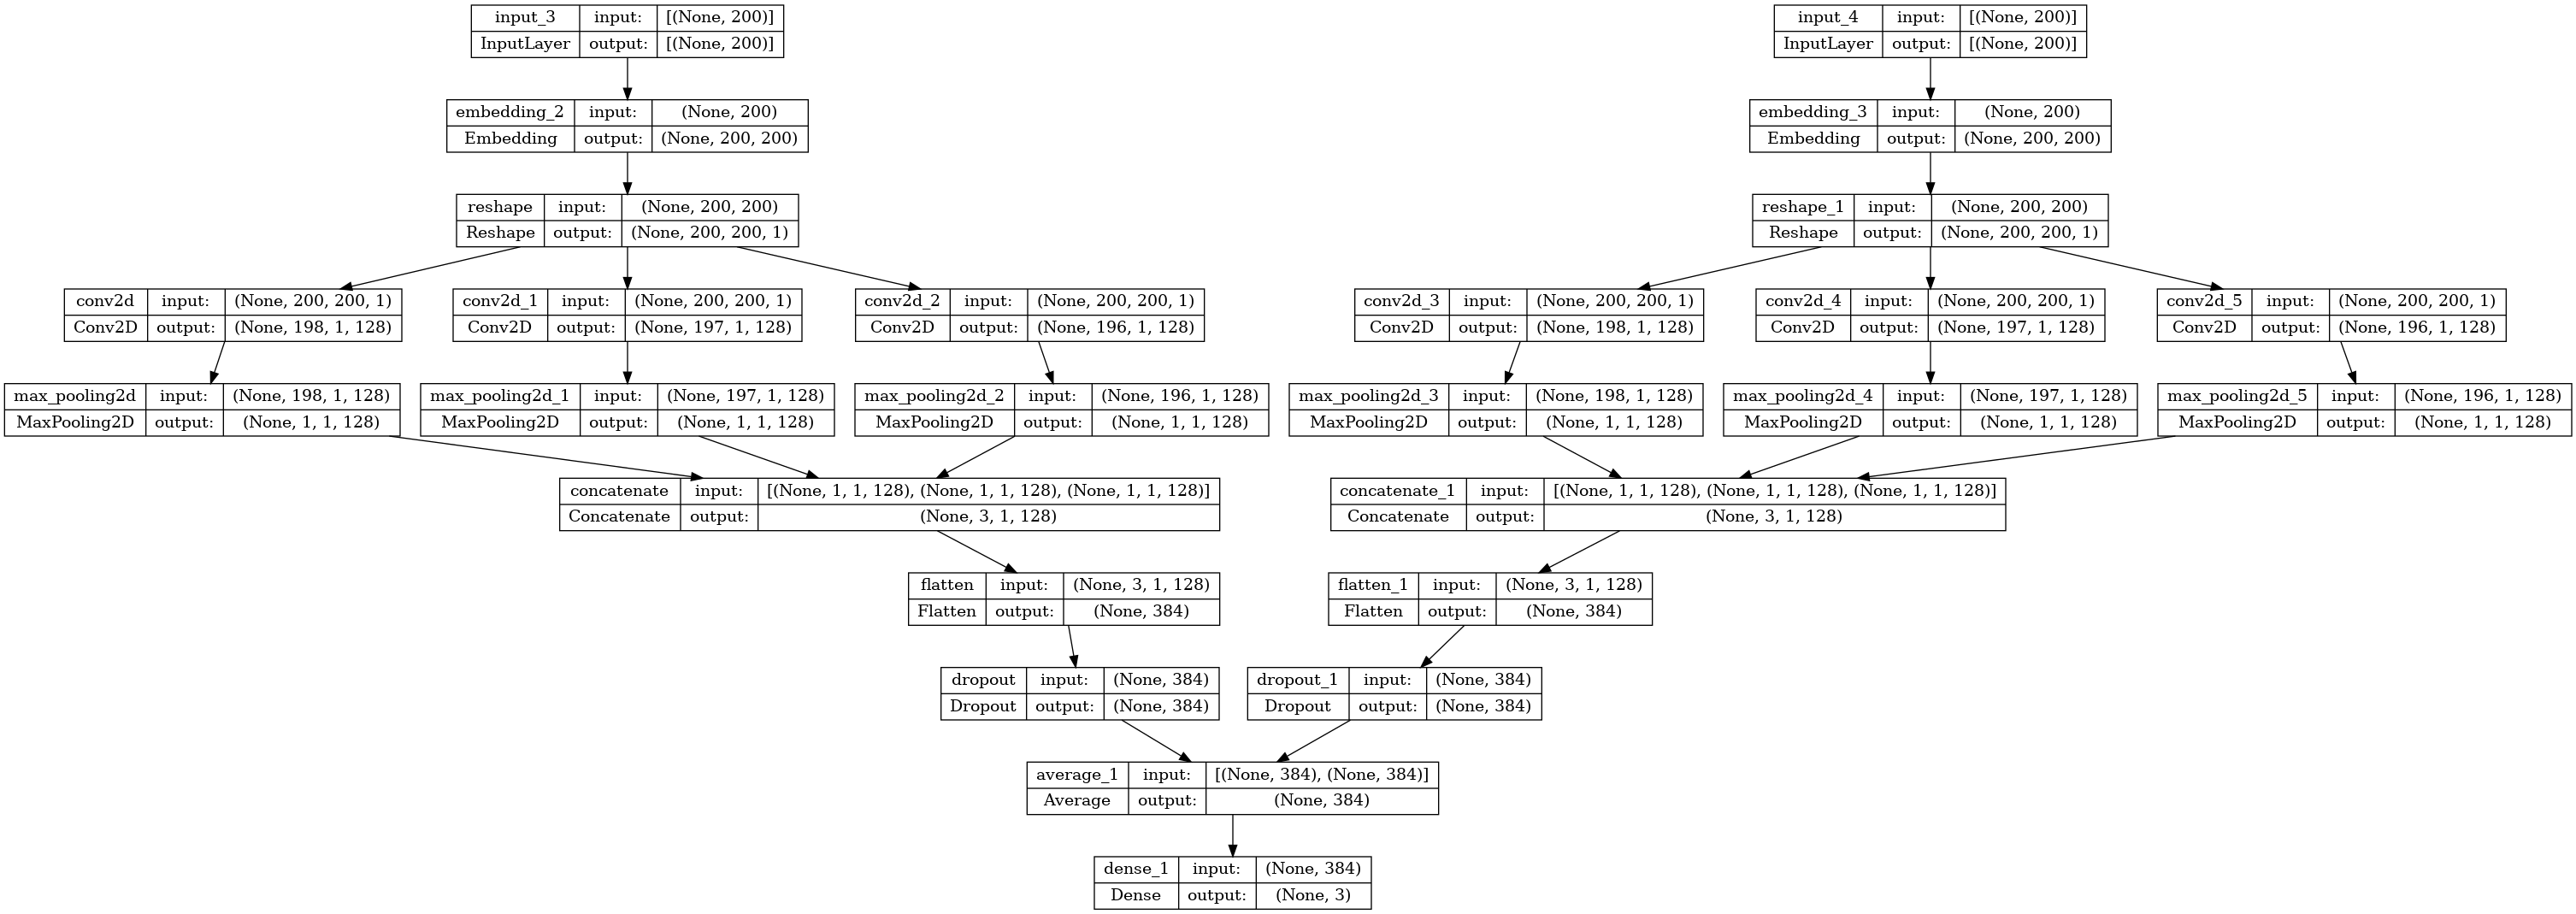 input_3 input: [(None, 200)]
InputLayer output: [(None, 200)]
input_4 input: [(None, 200)]
InputLayer output: [(None, 200)]
embedding_2 input: (None, 200)
Embedding output: (None, 200, 200)
embedding_3 input: (None, 200)
Embedding output: (None, 200, 200)
reshape input: (None, 200, 200)
Reshape output: (None, 200, 200, 1)
reshape_1 input: (None, 200, 200)
Reshape output: (None, 200, 200, 1)
conv2d input: (None, 200, 200, 1)
Conv2D output: (None, 198, 1, 128)
conv2d_1 input: (None, 200, 200, 1)
Conv2D output: (None, 197, 1, 128)
conv2d_2 input: (None, 200, 200, 1)
Conv2D output: (None, 196, 1, 128)
conv2d_3 input: (None, 200, 200, 1)
Conv2D output: (None, 198, 1, 128)
conv2d_4 input: (None, 200, 200, 1)
Conv2D output: (None, 197, 1, 128)
conv2d_5 input: (None, 200, 200, 1)
Conv2D output: (None, 196, 1, 128)
max_pooling2d input: (None, 198, 1, 128)
MaxPooling2D output: (None, 1, 1, 128)
max_pooling2d_1 input: (None, 197, 1, 128)
MaxPooling2D output: (None, 1, 1, 128)
max_pooling2d_2 input: (None, 196, 1, 128)
MaxPooling2D output: (None, 1, 1, 128)
max_pooling2d_3 input: (None, 198, 1, 128)
MaxPooling2D output: (None, 1, 1, 128)
max_pooling2d_4 input: (None, 197, 1, 128)
MaxPooling2D output: (None, 1, 1, 128)
max_pooling2d_5 input: (None, 196, 1, 128)
MaxPooling2D output: (None, 1, 1, 128)
concatenate input: [(None, 1, 1, 128), (None, 1, 1, 128), (None, 1, 1, 128)]
Concatenate output: (None, 3, 1, 128)
concatenate_1 input: [(None, 1, 1, 128), (None, 1, 1, 128), (None, 1, 1, 128)]
Concatenate output: (None, 3, 1, 128)
flatten input: (None, 3, 1, 128)
Flatten output: (None, 384)
flatten_1 input: (None, 3, 1, 128)
Flatten output: (None, 384)
dropout input: (None, 384)
Dropout output: (None, 384)
dropout_1 input: (None, 384)
Dropout output: (None, 384)
average_1 input: [(None, 384), (None, 384)]
Average output: (None, 384)
dense_1 input: (None, 384)
Dense output: (None, 3)